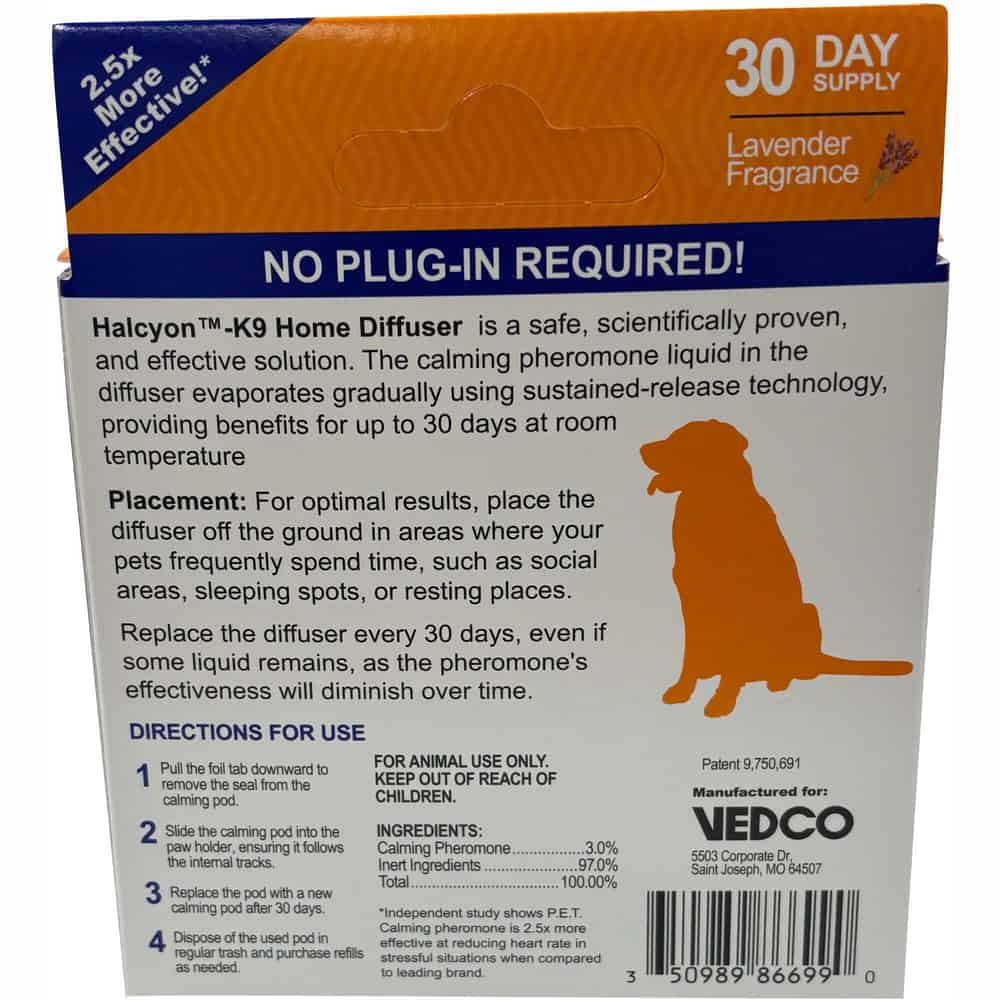 2.5x
More
Effective!*
30 DAY
SUPPLY
Lavender
Fragrance
NO PLUG-IN REQUIRED!
Halcyon™-K9 Home Diffuser is a safe, scientifically proven,
and effective solution. The calming pheromone liquid in the
diffuser evaporates gradually using sustained-release technology,
providing benefits for up to 30 days at room
temperature
Placement: For optimal results, place the
diffuser off the ground in areas where your
pets frequently spend time, such as social
areas, sleeping spots, or resting places.
Replace the diffuser every 30 days, even if
some liquid remains, as the pheromone's
effectiveness will diminish over time.
DIRECTIONS FOR USE
1 Pull the foil tab downward to
remove the seal from the
calming pod.
2 Slide the calming pod into the
paw holder, ensuring it follows
the internal tracks.
3 Replace the pod with a new
calming pod after 30 days.
4 Dispose of the used pod in
regular trash and purchase refills
as needed.
FOR ANIMAL USE ONLY.
KEEP OUT OF REACH OF
CHILDREN.
INGREDIENTS:
Calming Pheromone..............3.0%
Inert Ingredients ..................97.0%
Total.................................100.00%
*Independent study shows P.E.T.
Calming pheromone is 2.5x more
effective at reducing heart rate in
stressful situations when compared
to leading brand.
Patent 9,750,691
Manufactured for:
VEDCO
5503 Corporate Dr,
Saint Joseph, MO 64507
3 50989 86699 0